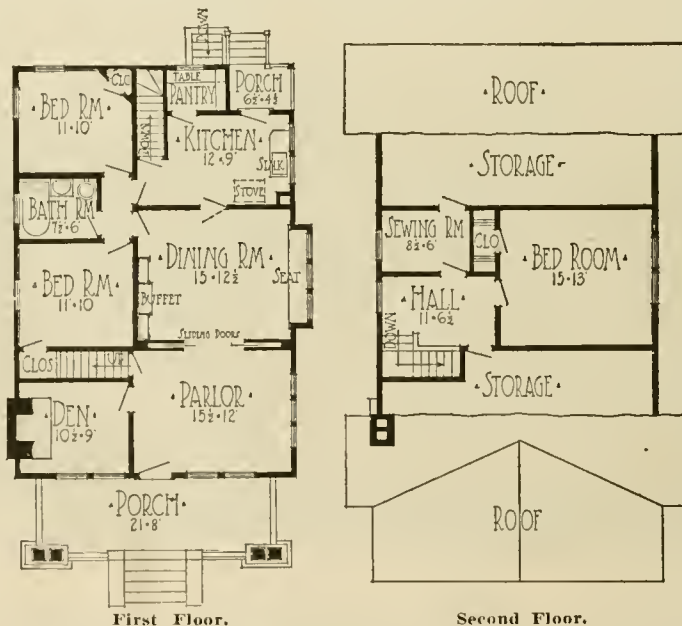 DOWN
CLO
BED RM
11•10'
DOWN
TABLE
PANTRY
PORCH
6½•4½
KITCHEN
12•9'
SINK
STOVE
BATH RM
7½•6'
BED RM
11•10
DINING RM
15•12½
BUFFET
SEAT
SLIDING DOORS
CLOS
UP
DEN
10½•9'
PARLOR
15½•12'
PORCH
21•8'
First Floor.
ROOF
STORAGE
SEWING RM
8½•6'
CLO
BED ROOM
15•13'
HALL
11•6½
DOWN
STORAGE
ROOF
Second Floor.